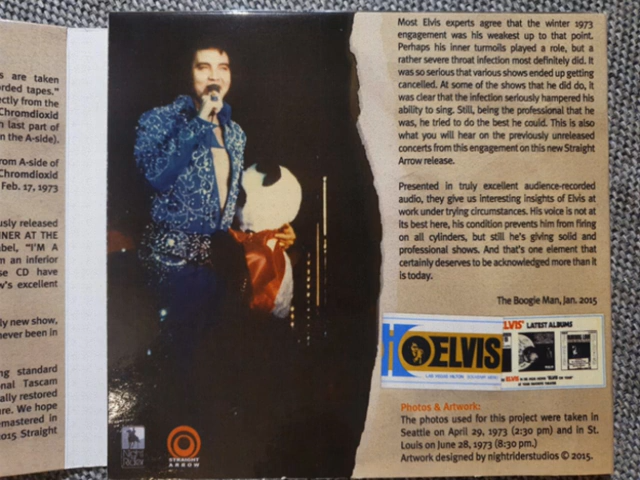 s are taken
rded tapes."
ectly from the
Chromdioxid
n last part of
n the A-side).
rom A-side of
Chromdioxid
Feb. 17, 1973
usly released
NER AT THE
bel, "I'M A
m an inferior
se CD have
w's excellent
ly new show,
never been in
ng standard
nal Tascam
ally restored
re. We hope
emastered in
2015 Straight
Night Rider
STRAIGHT
ARROW
Most Elvis experts agree that the winter 1973
engagement was his weakest up to that point.
Perhaps his inner turmoils played a role, but a
rather severe throat infection most definitely did. It
was so serious that various shows ended up getting
cancelled. At some of the shows that he did do, it
was clear that the infection seriously hampered his
ability to sing. Still, being the professional that he
was, he tried to do the best he could. This is also
what you will hear on the previously unreleased
concerts from this engagement on this new Straight
Arrow release.
Presented in truly excellent audience-recorded
audio, they give us interesting insights of Elvis at
work under trying circumstances. His voice is not at
its best here, his condition prevents him from firing
on all cylinders, but still he's giving solid and
professional shows. And that's one element that
certainly deserves to be acknowledged more than it
is today.
The Boogie Man, Jan. 2015
ELVIS
LAS VEGAS HILTON
ELVIS' LATEST ALBUMS
Photos & Artwork:
The photos used for this project were taken in
Seattle on April 29, 1973 (2:30 pm) and in St.
Louis on June 28, 1973 (8:30 pm.)
Artwork designed by nightriderstudios © 2015.